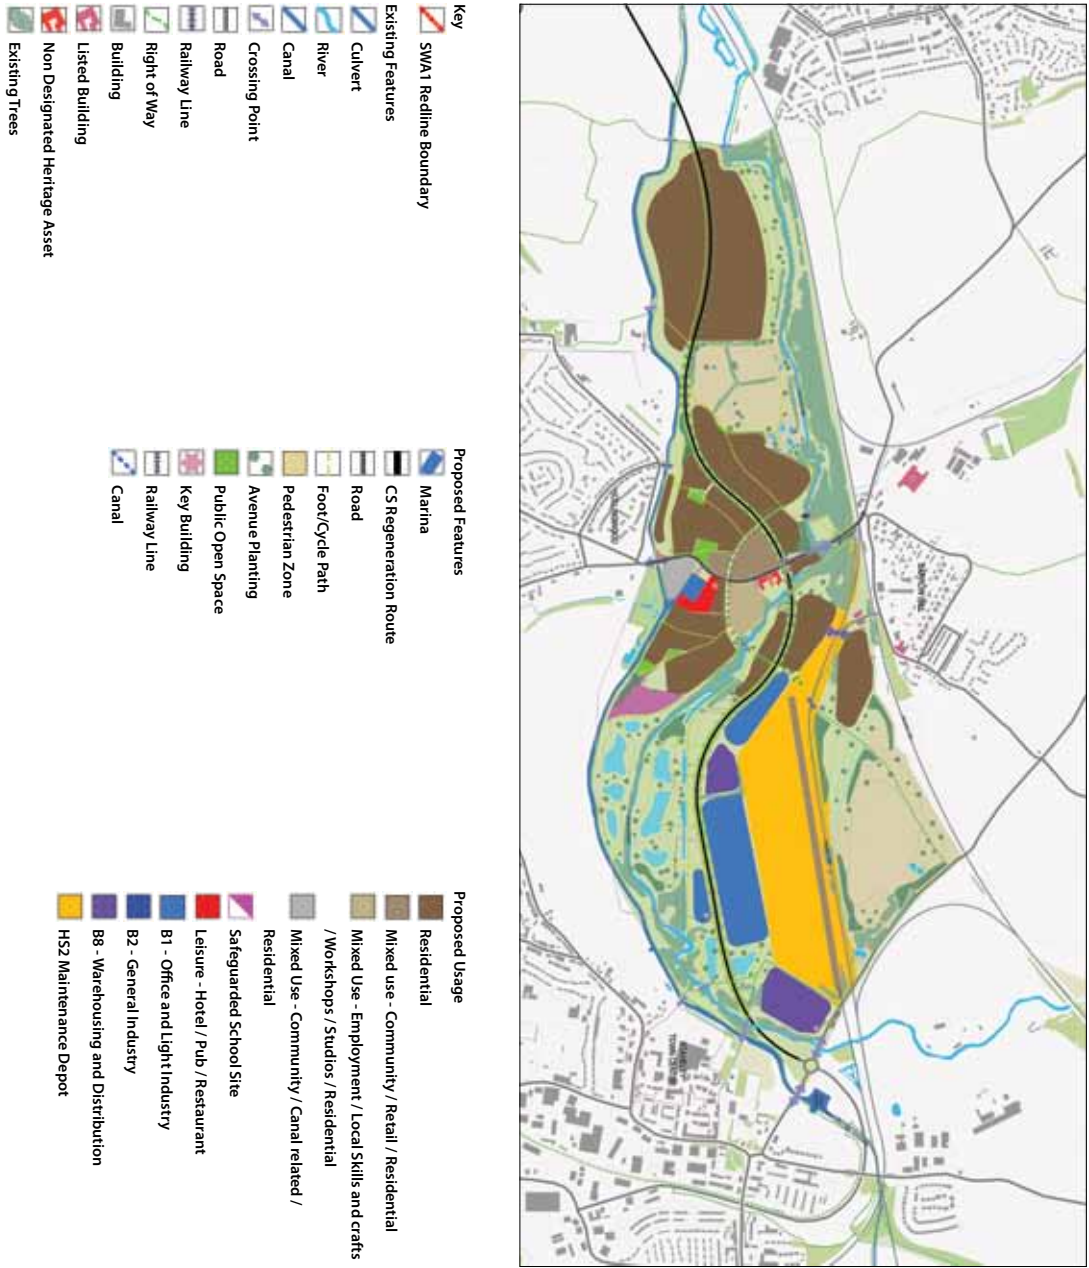 Key
SWA1 Redline Boundary
Existing Features
Culvert
River
Canal
Crossing Point
Road
Railway Line
Right of Way
Building
Listed Building
Non Designated Heritage Asset
Existing Trees
Proposed Features
Marina
CS Regeneration Route
Road
Foot/Cycle Path
Pedestrian Zone
Avenue Planting
Public Open Space
Key Building
Railway Line
Canal
Proposed Usage
Residential
Mixed use - Community / Retail / Residential
Mixed Use - Employment / Local Skills and crafts
/ Workshops / Studios / Residential
Mixed Use - Community / Canal related /
Residential
Safeguarded School Site
Leisure - Hotel / Pub / Restaurant
B1 - Office and Light Industry
B2 - General Industry
B8 - Warehousing and Distribution
HS2 Maintenance Depot